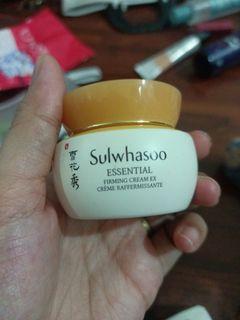 雪花秀
Sulwhasoo
ESSENTIAL
FIRMING CREAM EX
CRÈME RAFFERMISSANTE